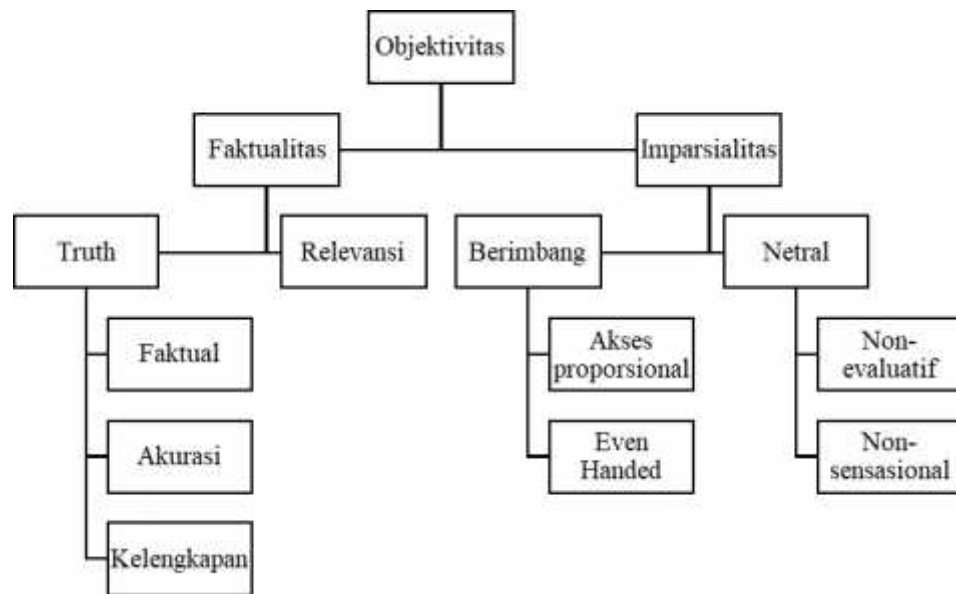 Objektivitas
Faktualitas
Imparsialitas
Truth
Relevansi
Berimbang
Netral
Faktual
Akses
proporsional
Non-
evaluatif
Akurasi
Even
Handed
Non-
sensasional
Kelengkapan